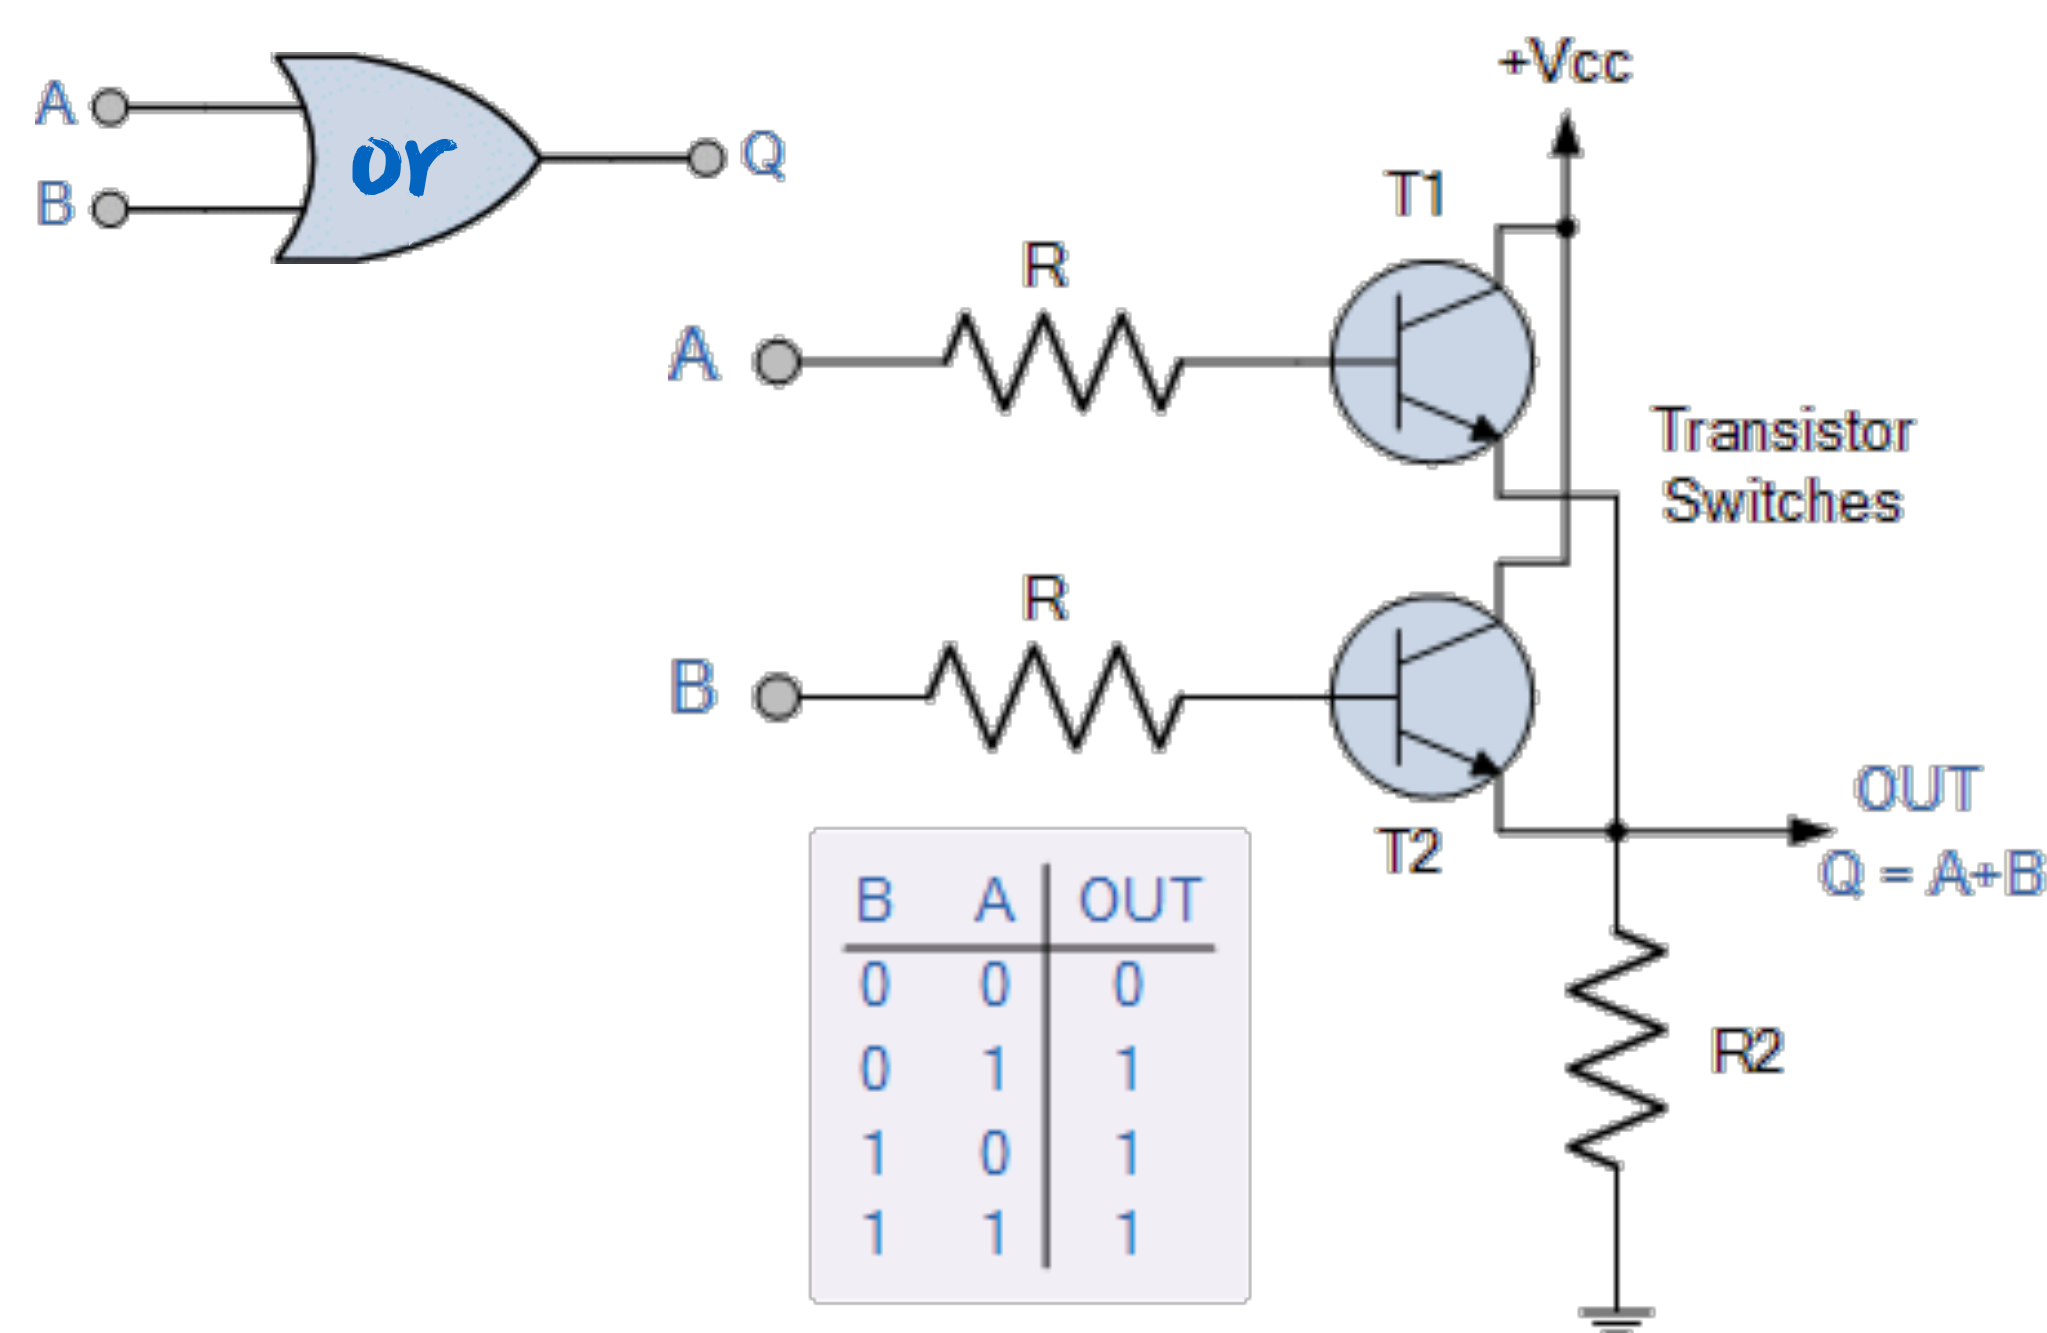 A
B
or
Q
+Vcc
T1
R
A
Transistor
Switches
R
B
T2
OUT
Q = A+B
B A OUT
0 0 0
0 1 1
1 0 1
1 1 1
R2